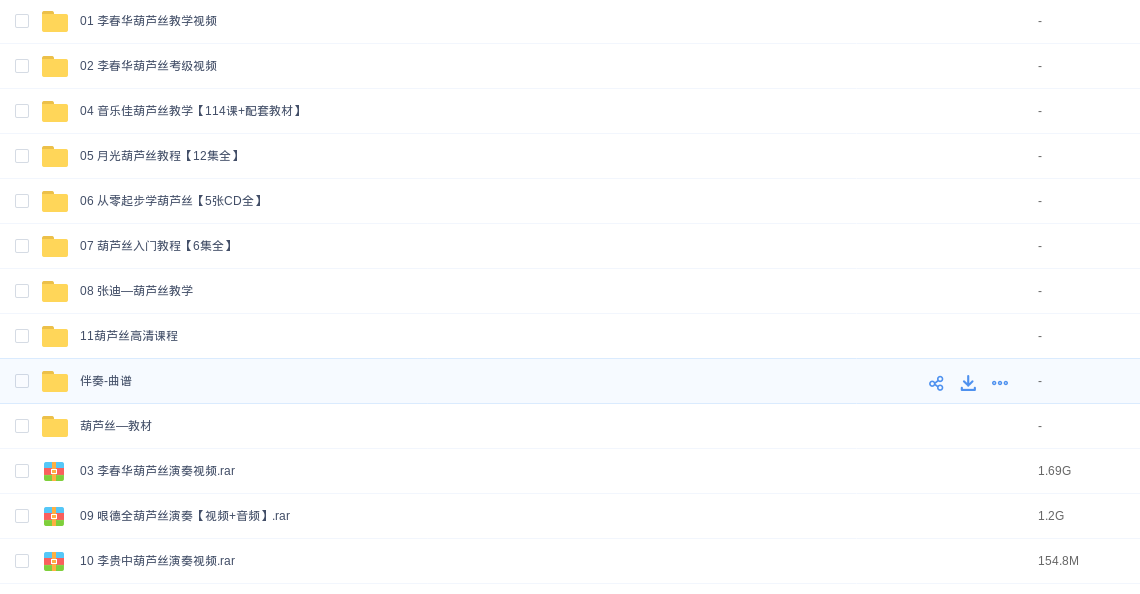 01 李春华葫芦丝教学视频 -
02 李春华葫芦丝考级视频 -
04 音乐佳葫芦丝教学【114课+配套教材】 -
05 月光葫芦丝教程【12集全】 -
06 从零起步学葫芦丝【5张CD全】 -
07 葫芦丝入门教程【6集全】 -
08 张迪—葫芦丝教学 -
11葫芦丝高清课程 -
伴奏-曲谱 -
葫芦丝—教材 -
03 李春华葫芦丝演奏视频.rar 1.69G
09 哏德全葫芦丝演奏【视频+音频】.rar 1.2G
10 李贵中葫芦丝演奏视频.rar 154.8M